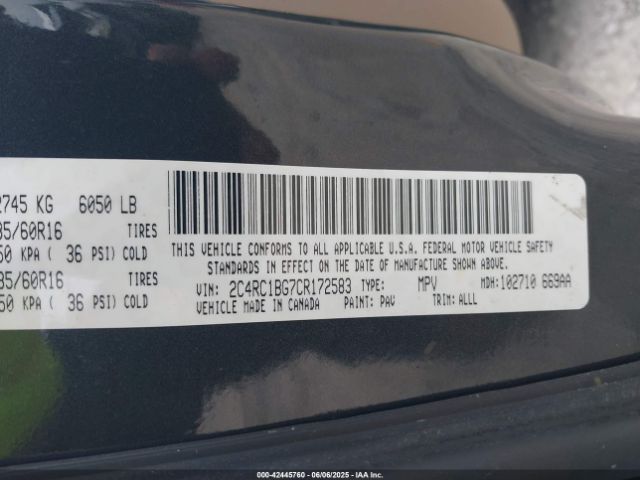 2745 KG 6050 LB
35/60R16 TIRES
50 KPA ( 36 PSI) COLD
35/60R16 TIRES
50 KPA ( 36 PSI) COLD
THIS VEHICLE CONFORMS TO ALL APPLICABLE U.S.A. FEDERAL MOTOR VEHICLE SAFETY
STANDARDS IN EFFECT ON THE DATE OF MANUFACTURE SHOWN ABOVE.
VIN: 2C4RC1BG7CR172583 TYPE: MPV MDH: 102710 669AA
VEHICLE MADE IN CANADA PAINT: PAV TRIM: ALLL
000-42445760 | 06/06/2025 | IAA Inc.